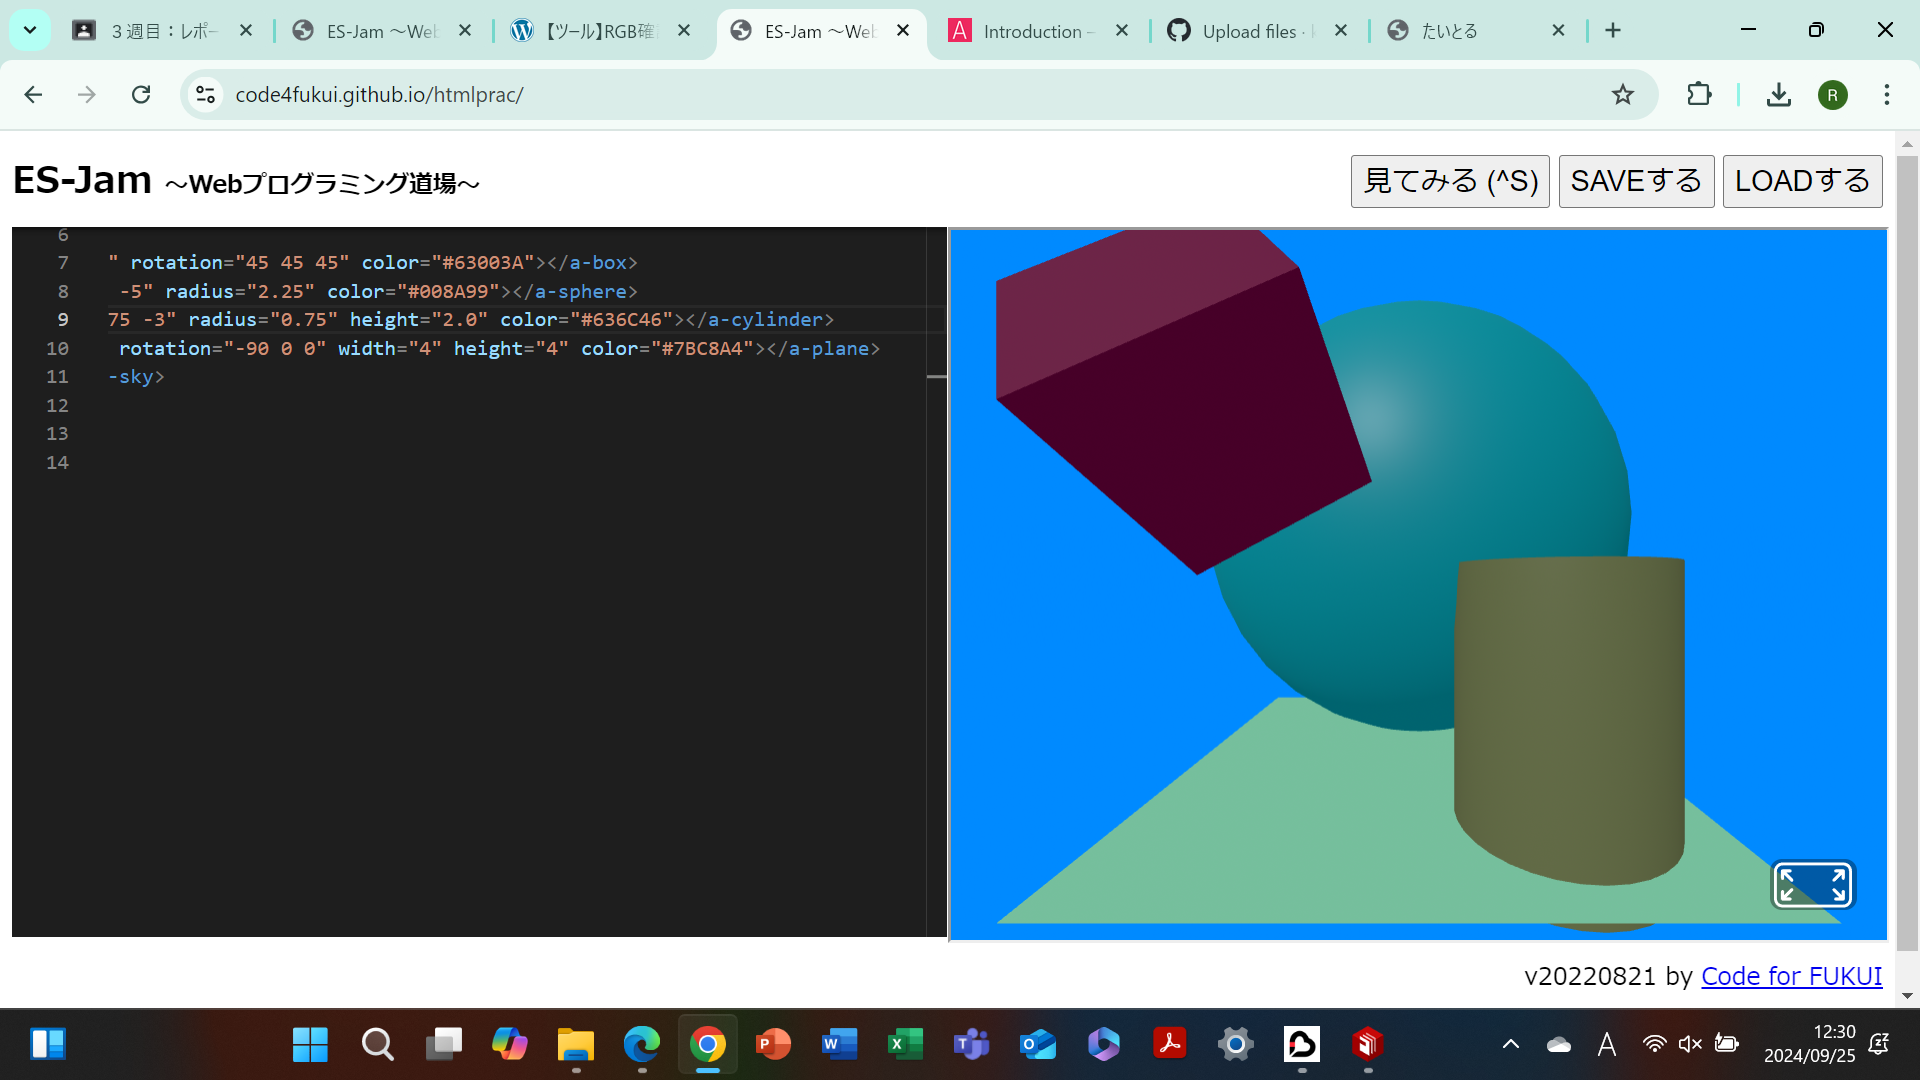 3 週目：レポー
ES-Jam ～Web
【ツール】RGB確
ES-Jam ～Web
Introduction –
Upload files ·
たいとる
code4fukui.github.io/htmlprac/
R
ES-Jam ～Webプログラミング道場～
見てみる (^S)
SAVEする
LOADする
6
7 " rotation="45 45 45" color="#63003A"></a-box>
8 -5" radius="2.25" color="#008A99"></a-sphere>
9 75 -3" radius="0.75" height="2.0" color="#636C46"></a-cylinder>
10 rotation="-90 0 0" width="4" height="4" color="#7BC8A4"></a-plane>
11 -sky>
12
13
14
v20220821 by Code for FUKUI
A
12:30
2024/09/25